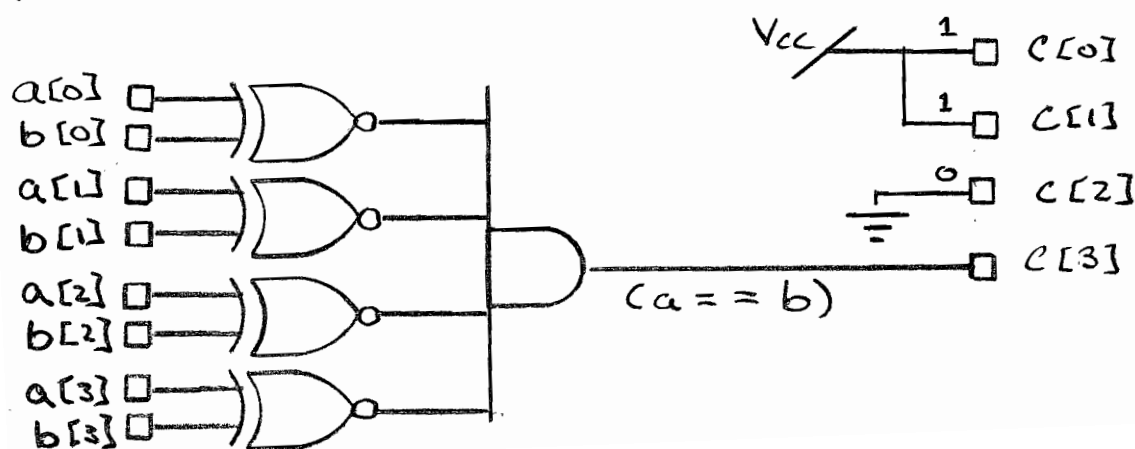 Vcc
1
C[0]
1
C[1]
0
C[2]
C[3]
a[0]
b[0]
a[1]
b[1]
a[2]
b[2]
a[3]
b[3]
(a == b)